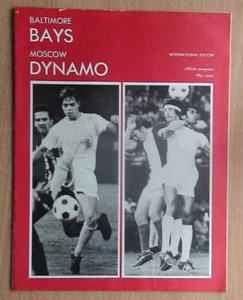 BALTIMORE
BAYS
MOSCOW
DYNAMO
INTERNATIONAL SOCCER
official program
fifty cents